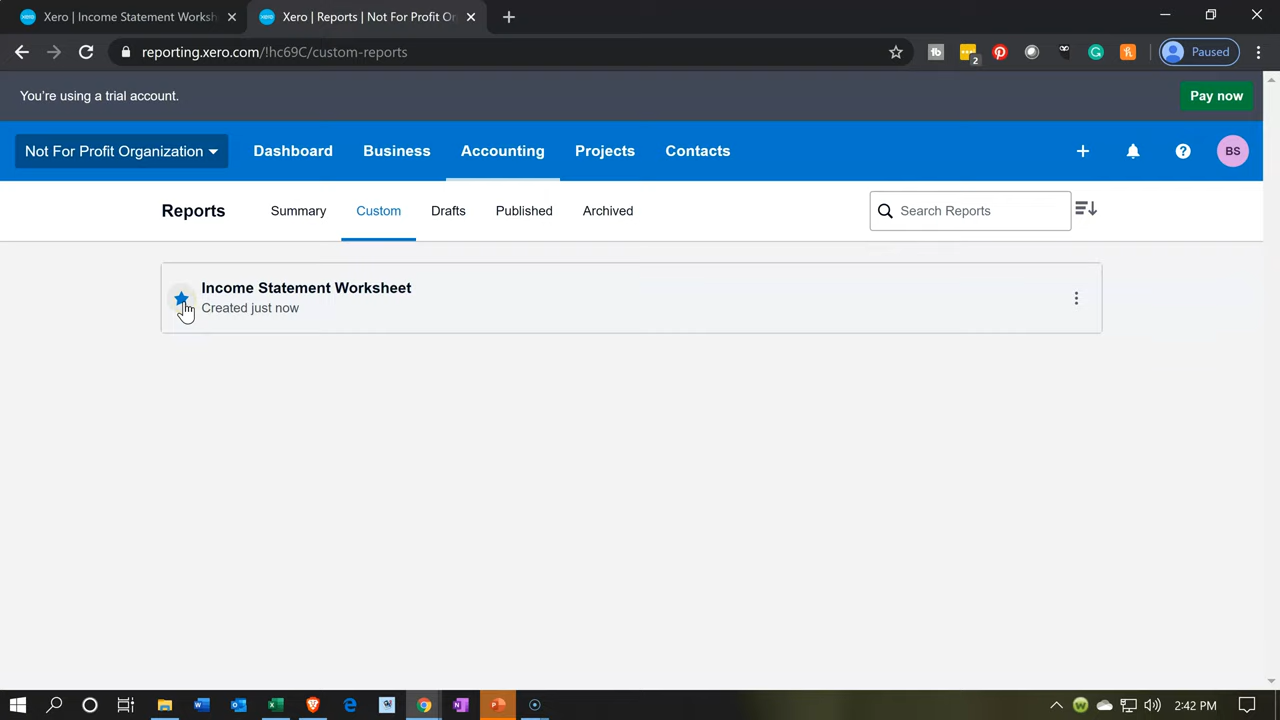 Xero | Income Statement Worksh
Xero | Reports | Not For Profit Or
reporting.xero.com/!hc69C/custom-reports
2
Paused
You're using a trial account.
Pay now
Not For Profit Organization
Dashboard
Business
Accounting
Projects
Contacts
BS
Reports
Summary
Custom
Drafts
Published
Archived
Search Reports
Income Statement Worksheet
Created just now
2:42 PM